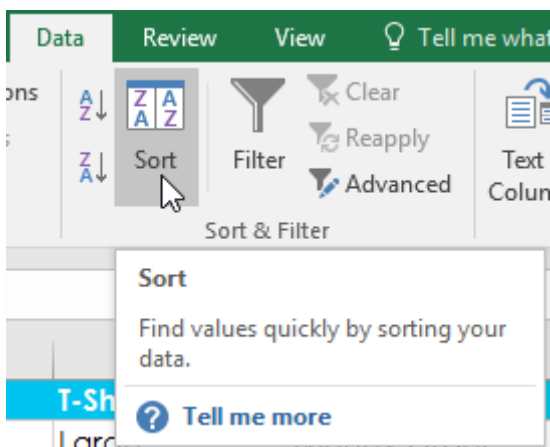 Data Review View Tell me what
ons
A Z
Z A A Z
Clear
Reapply
Z A
Sort Filter
Advanced
Text
Colum
Sort & Filter
Sort
Find values quickly by sorting your
data.
T-Sh
? Tell me more
Larg